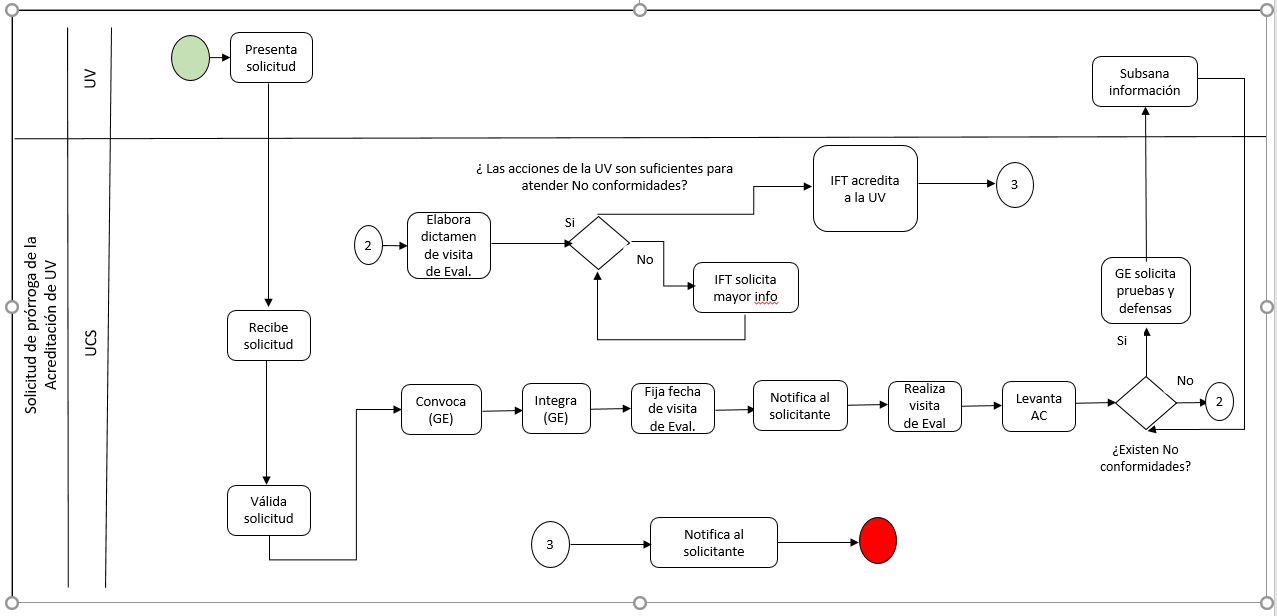 Solicitud de prórroga de la
Acreditación de UV
UV
Presenta
solicitud
Subsana
información
UCS
¿ Las acciones de la UV son suficientes para
atender No conformidades?
IFT acredita
a la UV
3
2
Elabora
dictamen
de visita
de Eval.
Si
No
IFT solicita
mayor info
GE solicita
pruebas y
defensas
Si
Recibe
solicitud
Convoca
(GE)
Integra
(GE)
Fija fecha
de visita
de Eval.
Notifica al
solicitante
Realiza
visita
de Eval
Levanta
AC
No
2
¿Existen No
conformidades?
Válida
solicitud
3
Notifica al
solicitante